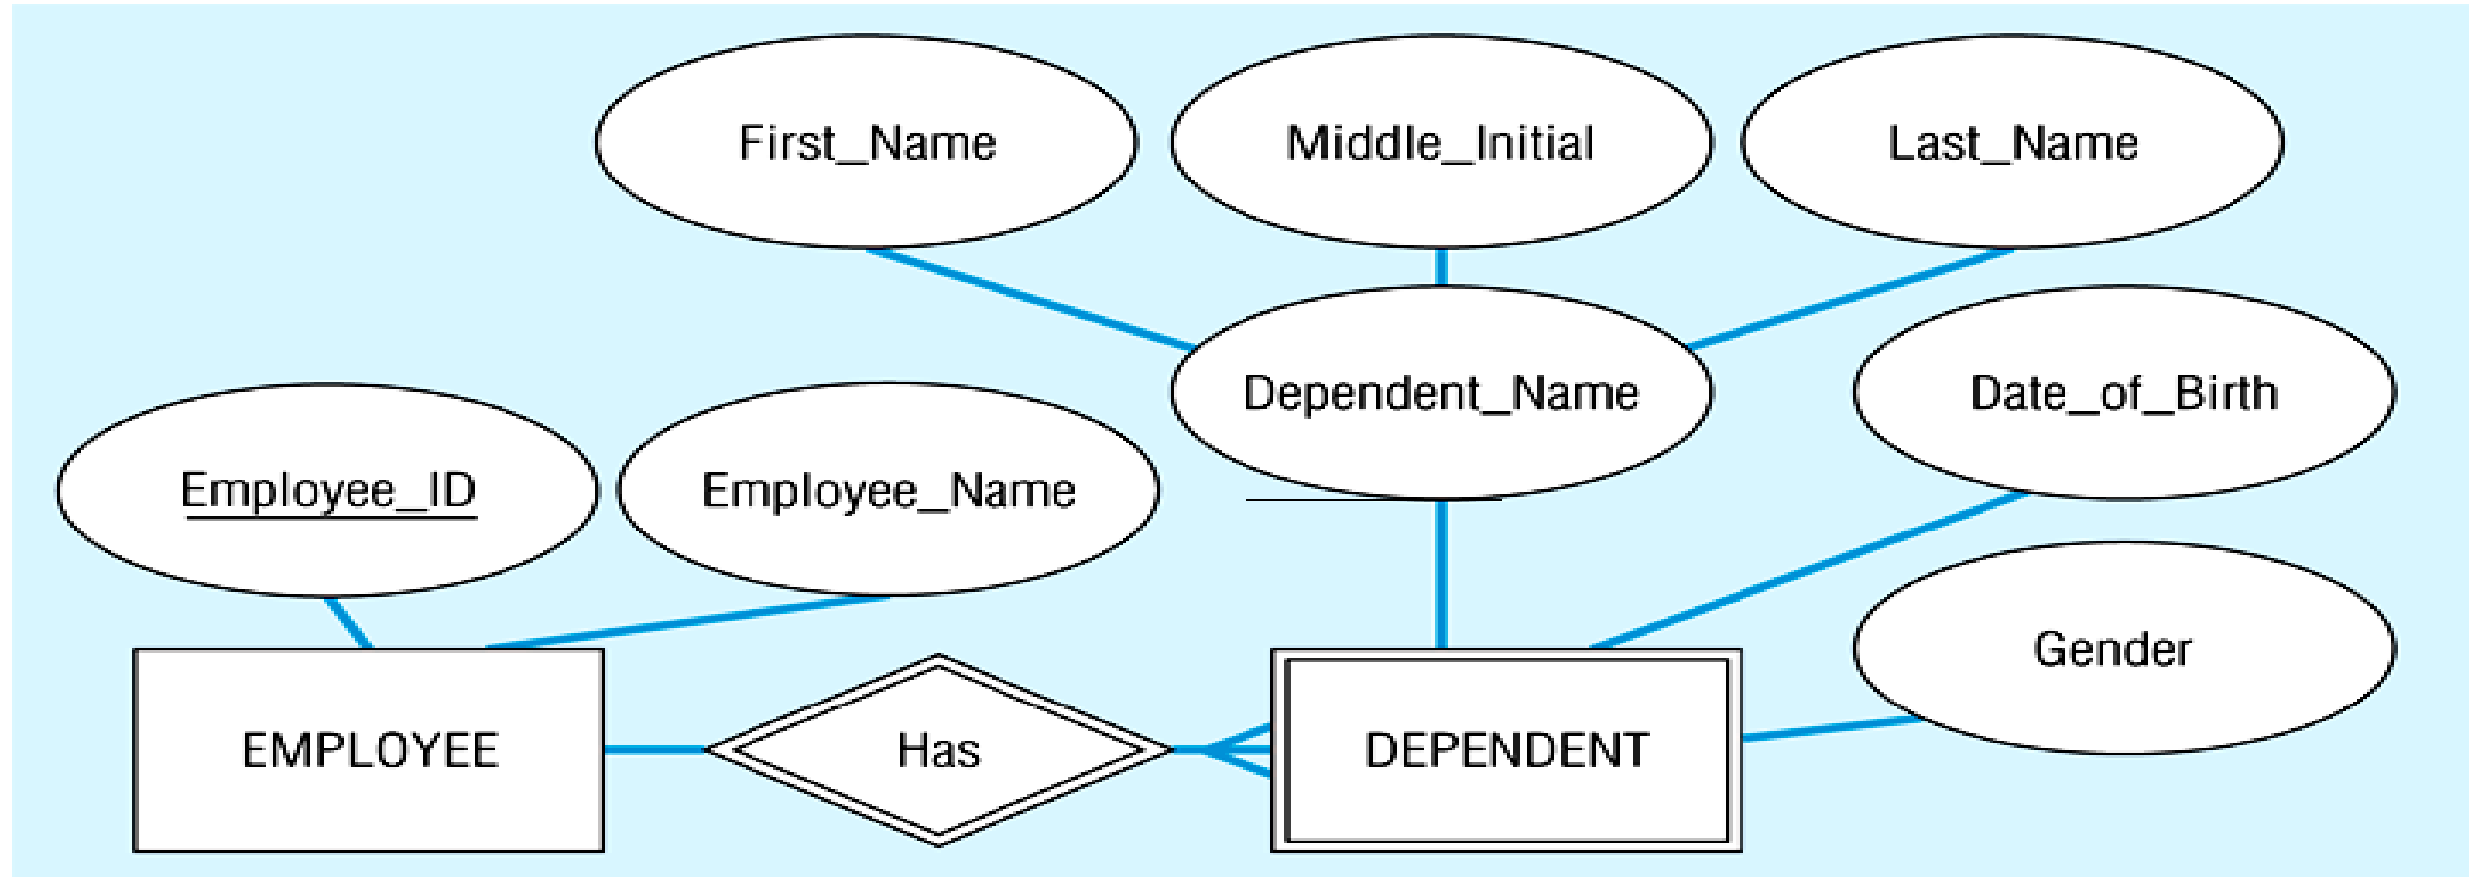 First_Name
Middle_Initial
Last_Name
Dependent_Name
Date_of_Birth
Employee_ID
Employee_Name
Gender
EMPLOYEE
Has
DEPENDENT